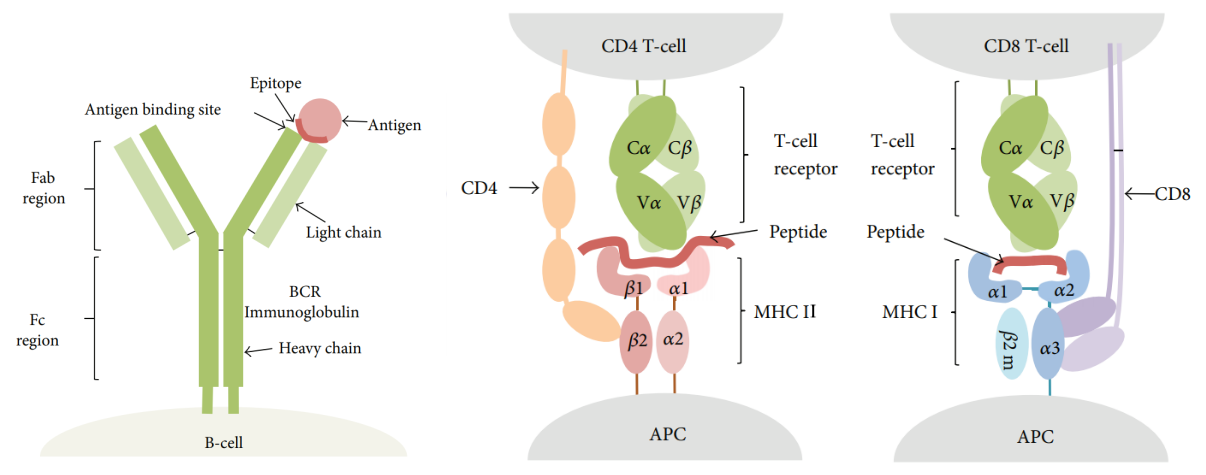 Epitope
Antigen binding site
Antigen
Fab
region
Light chain
BCR
Immunoglobulin
Fc
region
Heavy chain
B-cell
CD4 T-cell
Cα
Cβ
T-cell
receptor
CD4
Vα
Vβ
Peptide
β1
α1
MHC II
β2
α2
APC
CD8 T-cell
T-cell
receptor
Cα
Cβ
CD8
Vα
Vβ
Peptide
α1
α2
MHC I
β2 m
α3
APC